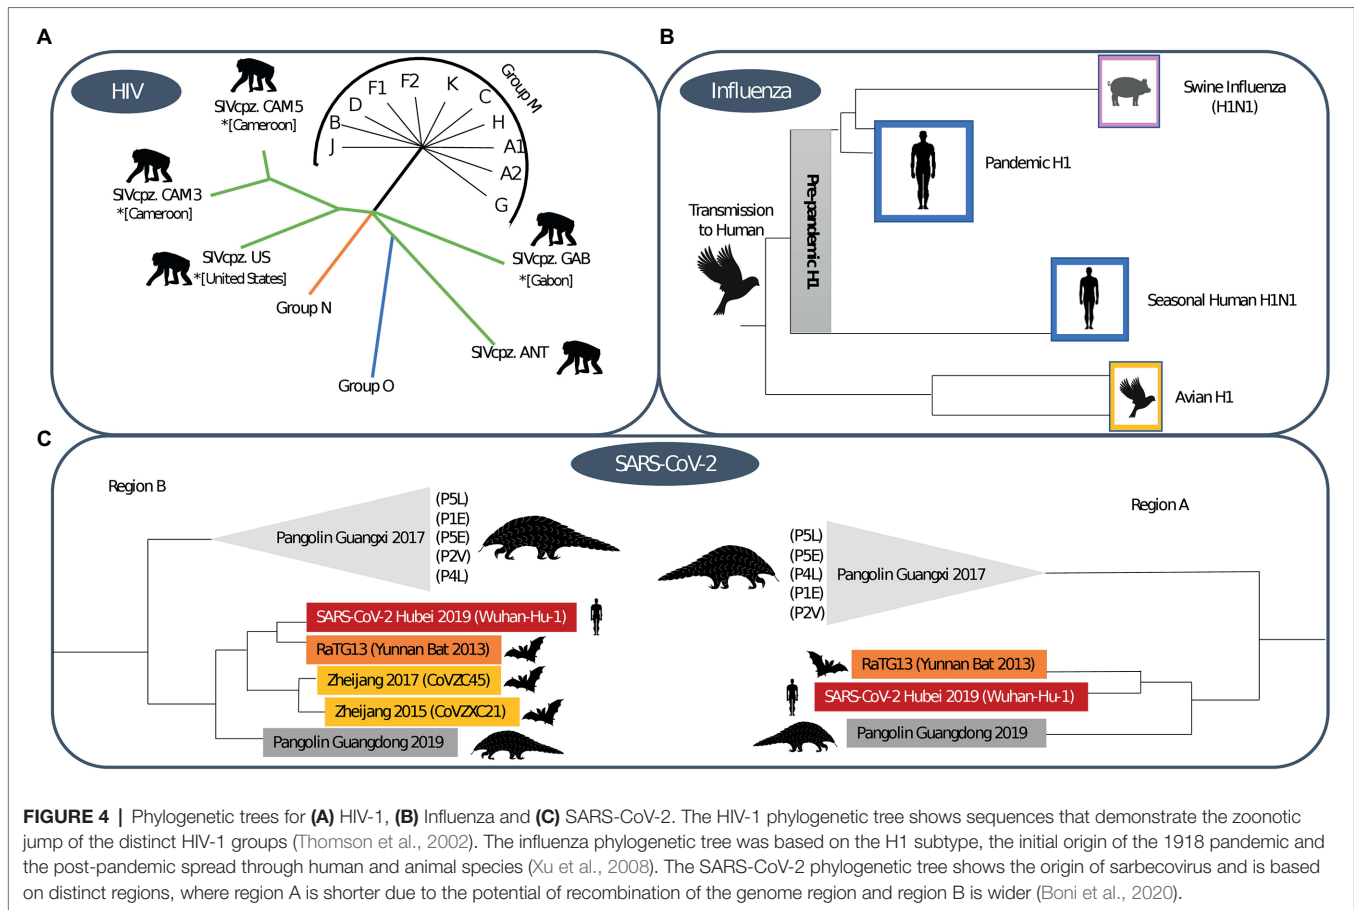 A
HIV
SIVcpz. CAM5
*[Cameroon]
SIVcpz. CAM3
*[Cameroon]
SIVcpz. US
*[United States]
Group N
Group O
SIVcpz. ANT
SIVcpz. GAB
*[Gabon]
Group M
J
B
D
F1
F2
K
C
H
A1
A2
G
B
Influenza
Transmission
to Human
Pre-pandemic H1
Swine Influenza
(H1N1)
Pandemic H1
Seasonal Human H1N1
Avian H1
C
SARS-CoV-2
Region B
Pangolin Guangxi 2017
(P5L)
(P1E)
(P5E)
(P2V)
(P4L)
SARS-CoV-2 Hubei 2019 (Wuhan-Hu-1)
RaTG13 (Yunnan Bat 2013)
Zheijang 2017 (CoVZC45)
Zheijang 2015 (CoVZXC21)
Pangolin Guangdong 2019
Region A
(P5L)
(P5E)
(P4L)
(P1E)
(P2V)
Pangolin Guangxi 2017
RaTG13 (Yunnan Bat 2013)
SARS-CoV-2 Hubei 2019 (Wuhan-Hu-1)
Pangolin Guangdong 2019
FIGURE 4 | Phylogenetic trees for (A) HIV-1, (B) Influenza and (C) SARS-CoV-2. The HIV-1 phylogenetic tree shows sequences that demonstrate the zoonotic
jump of the distinct HIV-1 groups (Thomson et al., 2002). The influenza phylogenetic tree was based on the H1 subtype, the initial origin of the 1918 pandemic and
the post-pandemic spread through human and animal species (Xu et al., 2008). The SARS-CoV-2 phylogenetic tree shows the origin of sarbecovirus and is based
on distinct regions, where region A is shorter due to the potential of recombination of the genome region and region B is wider (Boni et al., 2020).